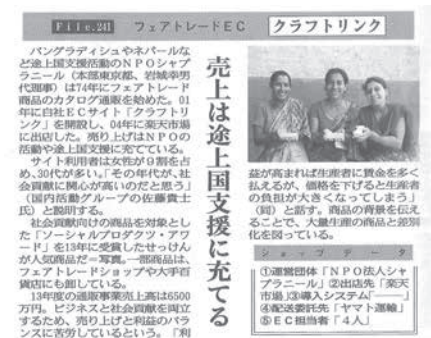 File.241 フェアトレードEC クラフトリンク
売上は途上国支援に充てる
バングラディシュやネパールな
ど途上国支援活動のNPOシャプ
ラニール（本部東京都、岩城幸男
代理事）は74年にフェアトレード
商品のカタログ通販を始めた。01
年に自社ECサイト「クラフトリ
ンク」を開設し、04年に楽天市場
に出店した。売り上げはNPOの
活動や途上国支援に充てている。
サイト利用者は女性が9割を占
め、30代が多い。「その年代が、社
会貢献に関心が高いのだと思う」
（国内活動グループの佐藤貴士
氏）と説明する。
社会貢献向けの商品を対象とし
た「ソーシャルプロダクツ・アワ
ード」を13年に受賞したせっけん
が人気商品だ＝写真。一部商品は、
フェアトレードショップや大手百
貨店にも卸している。
13年度の通販事業売上高は6500
万円。ビジネスと社会貢献を両立
するため、売り上げと利益のバラ
ンスに苦労しているという。「利
益が高まれば生産者に賃金を多く
払えるが、価格を下げると生産者
の負担が大きくなってしまう」
（同）と話す。商品の背景を伝え
ることで、大量生産の商品と差別
化を図っている。
ショップデータ
①運営団体「NPO法人シャ
プラニール」②出店先「楽天
市場」③導入システム「――」
④配送委託先「ヤマト運輸」
⑤EC担当者「4人」